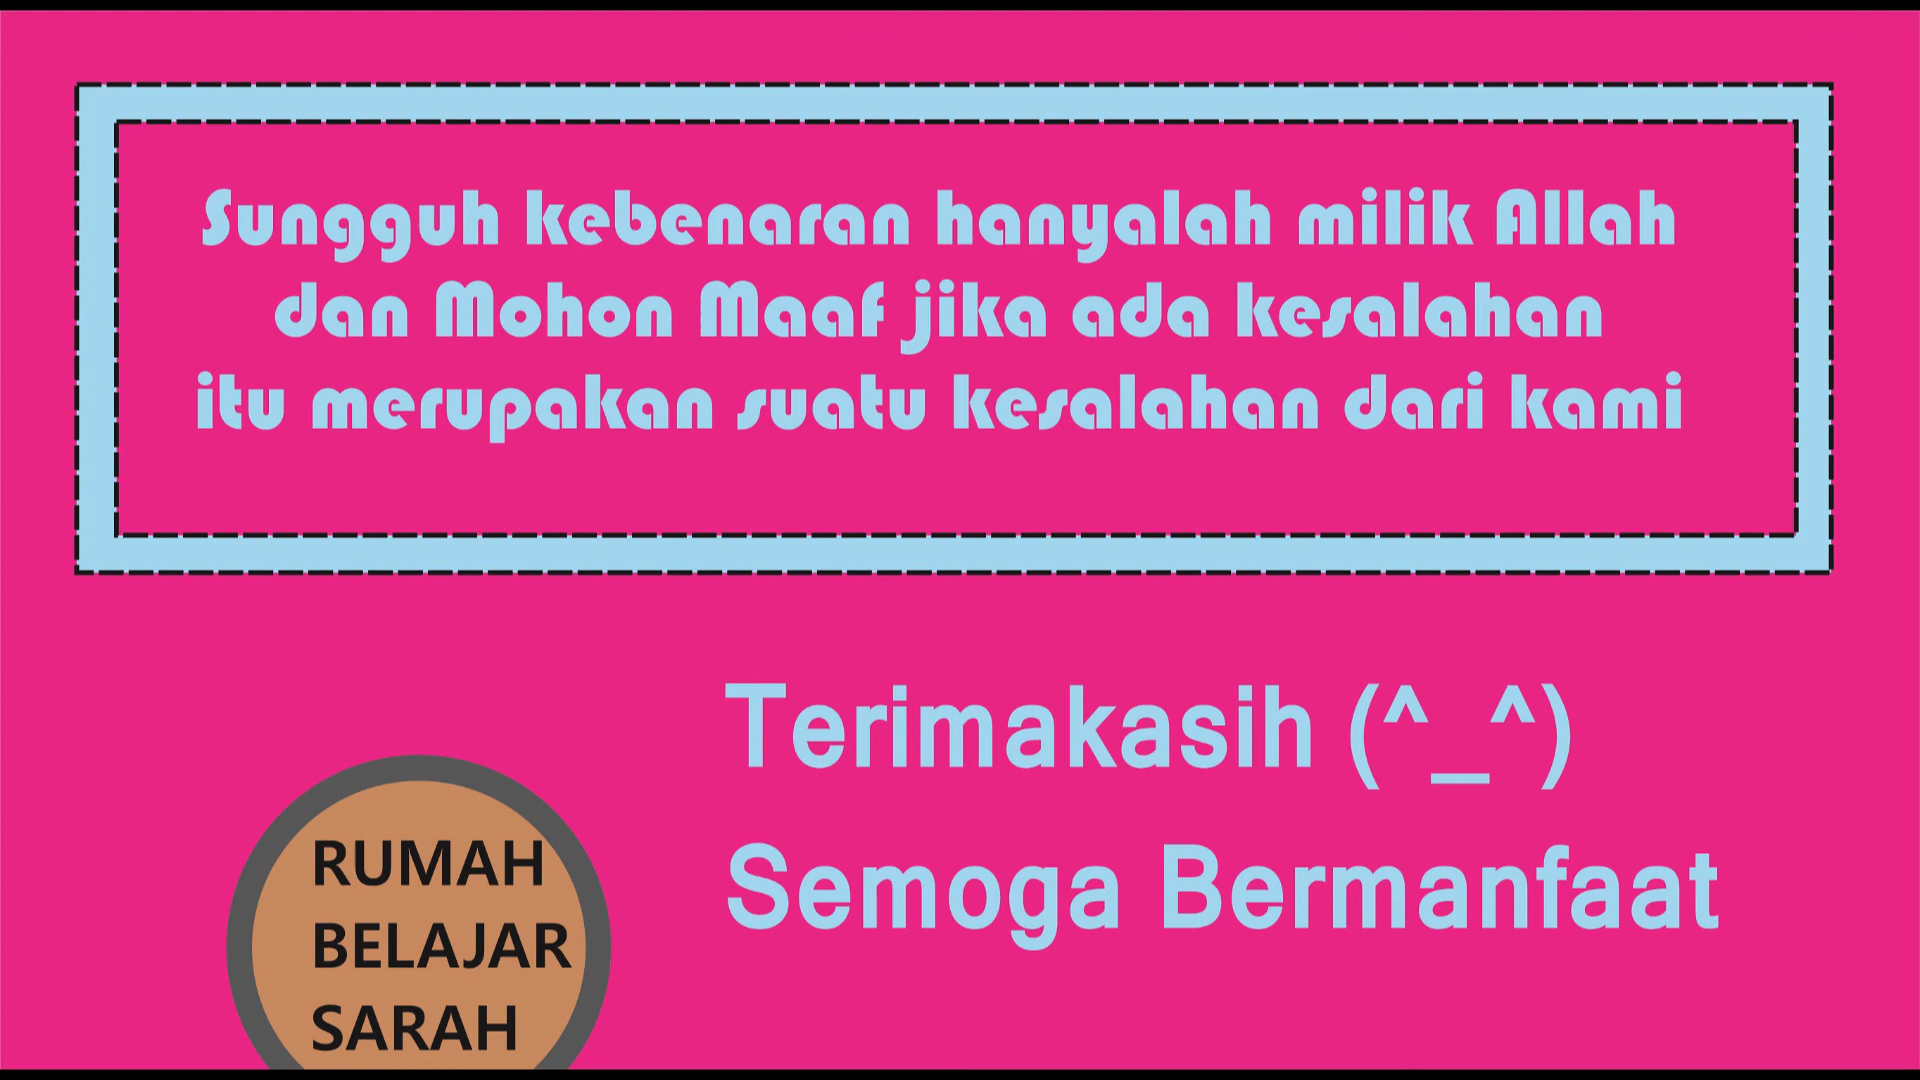 Sungguh kebenaran hanyalah milik Allah
dan Mohon Maaf jika ada kesalahan
itu merupakan suatu kesalahan dari kami
Terimakasih (^_^)
Semoga Bermanfaat
RUMAH
BELAJAR
SARAH